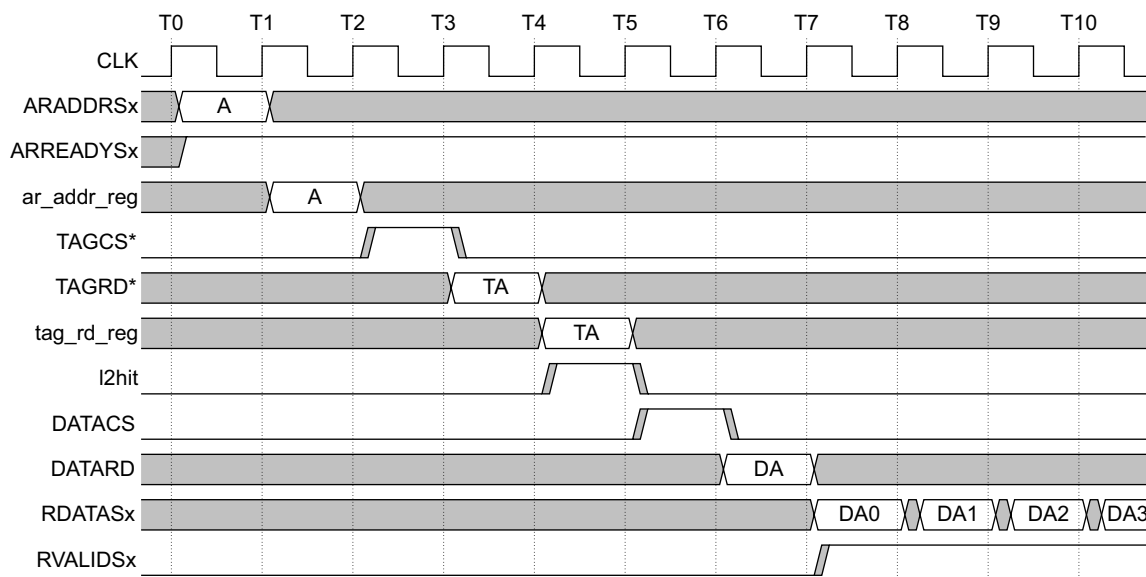 T0 T1 T2 T3 T4 T5 T6 T7 T8 T9 T10
CLK
ARADDRSx A
ARREADYSx
ar_addr_reg A
TAGCS*
TAGRD* TA
tag_rd_reg TA
l2hit
DATACS
DATARD DA
RDATASx DA0 DA1 DA2 DA3
RVALIDSx